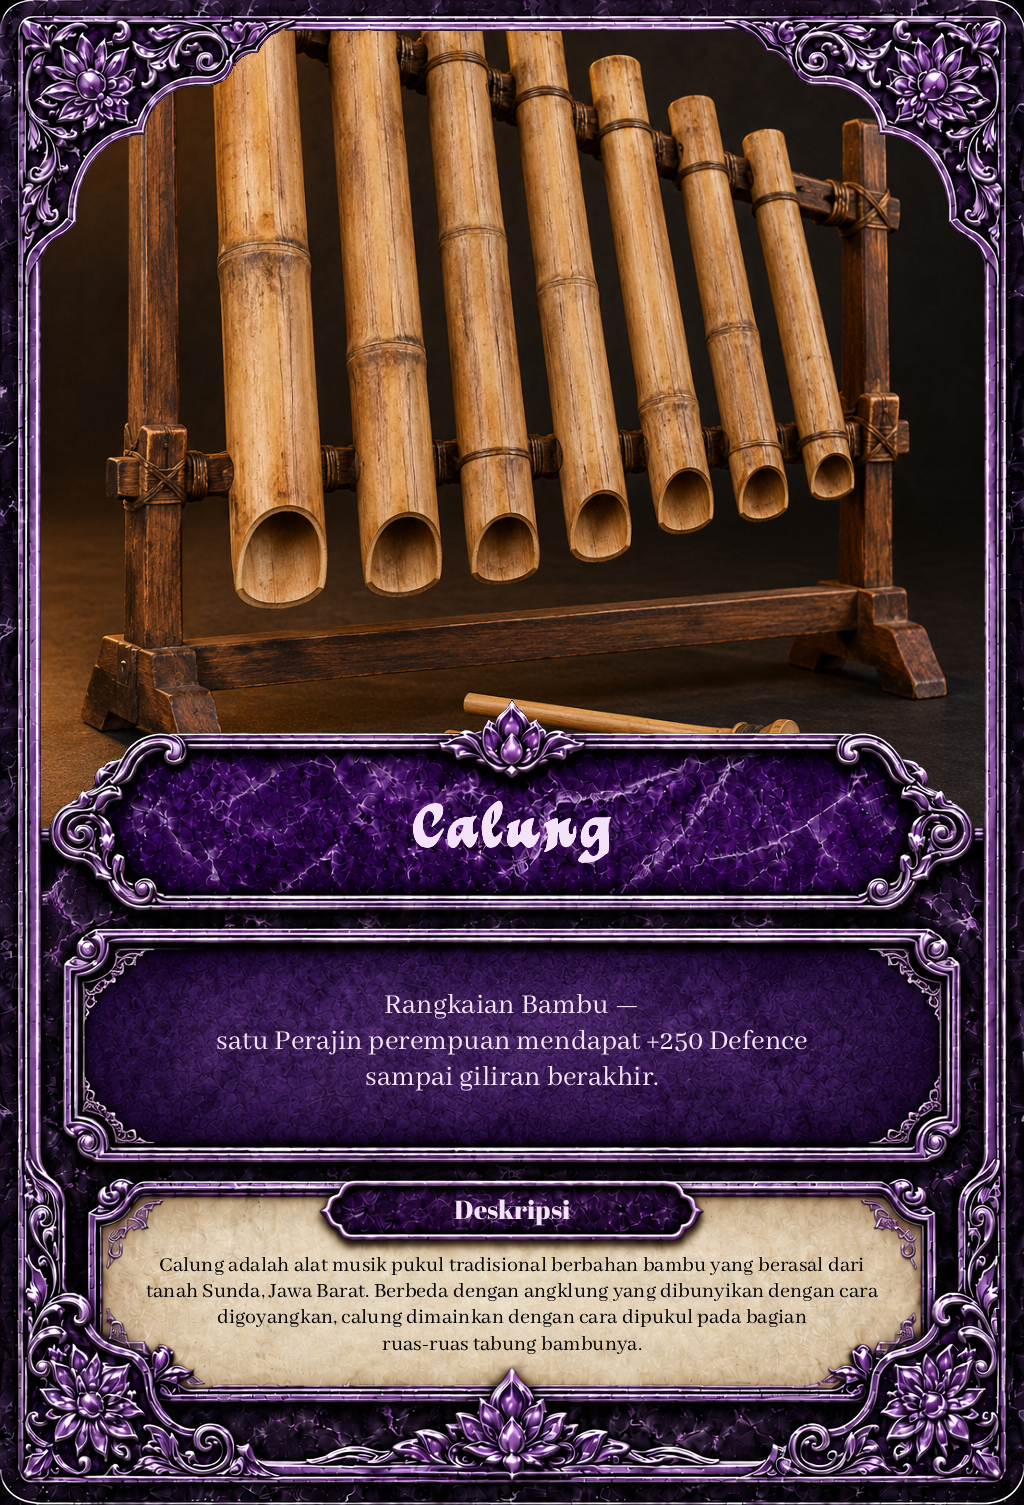 Calung
Rangkaian Bambu —
satu Perajin perempuan mendapat +250 Defence
sampai giliran berakhir.
Deskripsi
Calung adalah alat musik pukul tradisional berbahan bambu yang berasal dari
tanah Sunda, Jawa Barat. Berbeda dengan angklung yang dibunyikan dengan cara
digoyangkan, calung dimainkan dengan cara dipukul pada bagian
ruas-ruas tabung bambunya.